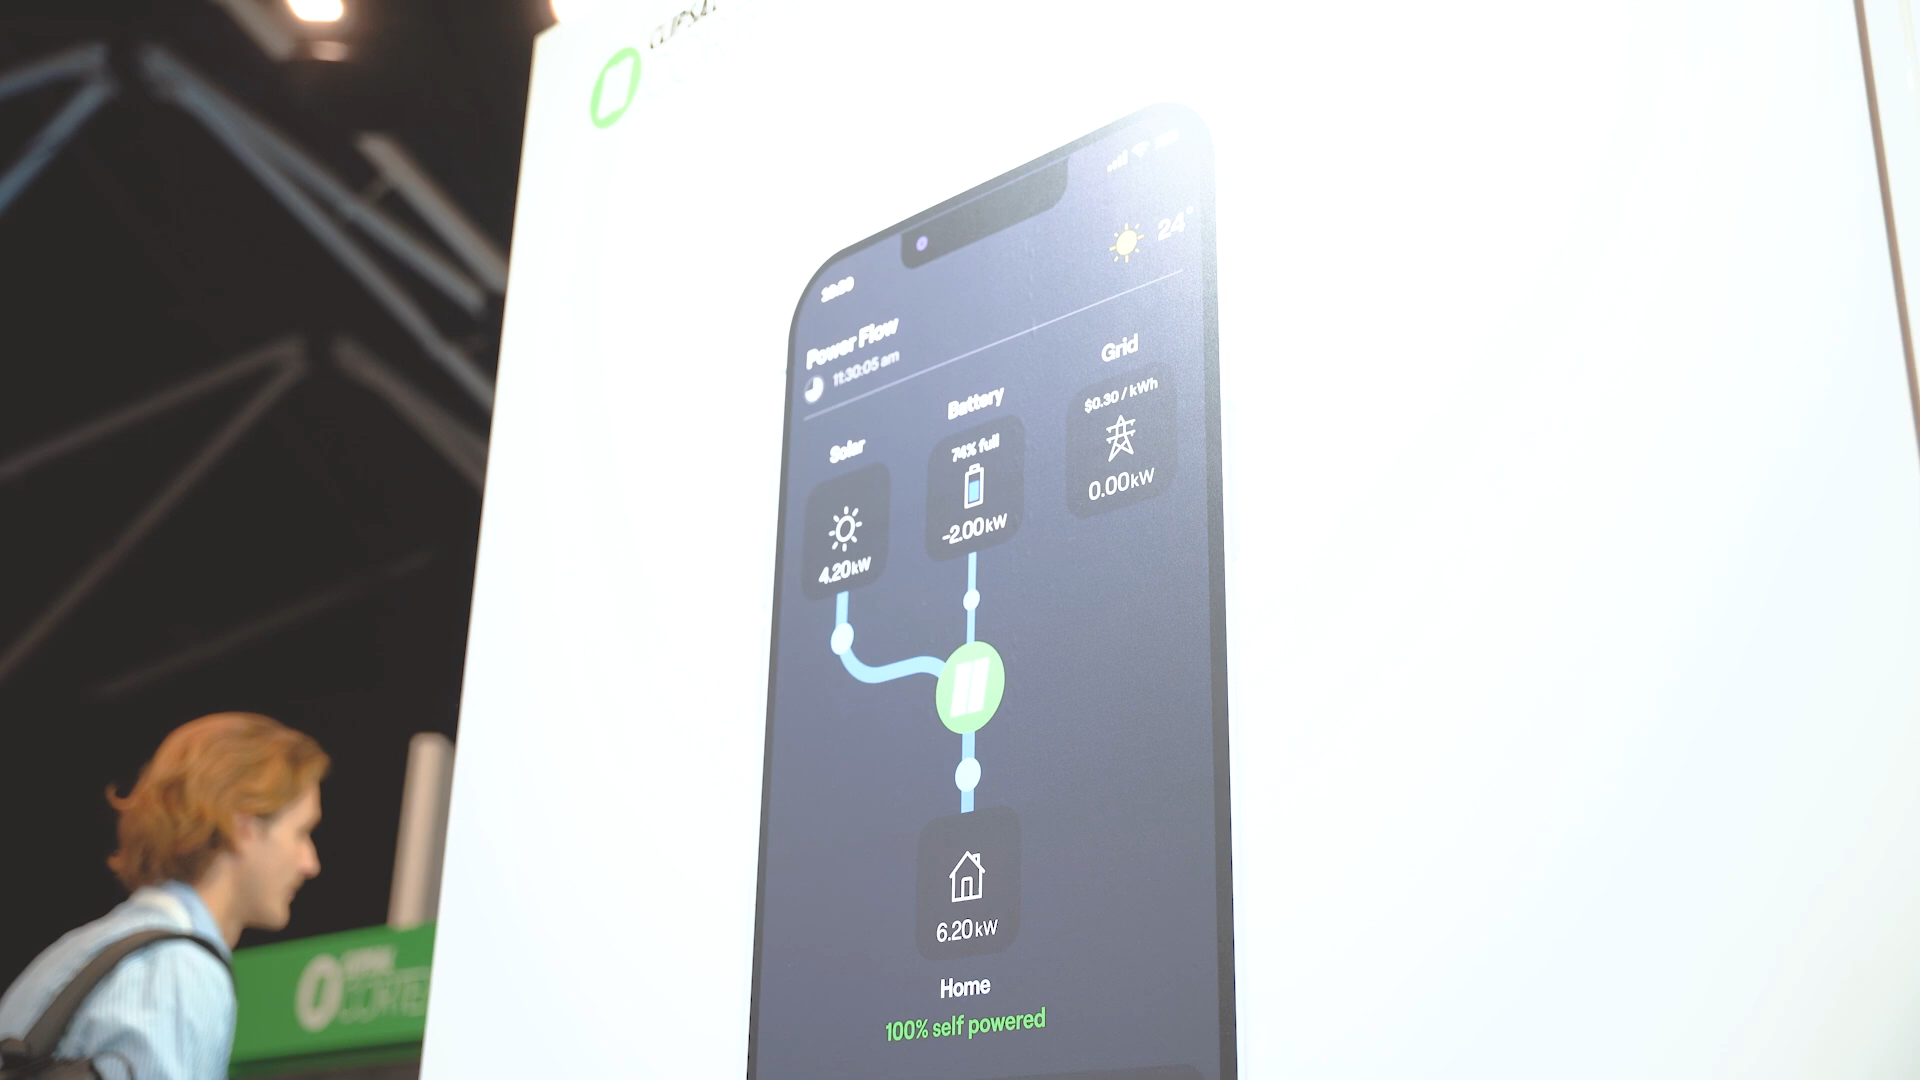 CLIPSAL
24°
Power Flow
11:30:05 am
Grid
$0.30 / kWh
0.00kW
Battery
74% full
-2.00kW
Solar
4.20kW
6.20kW
Home
100% self powered